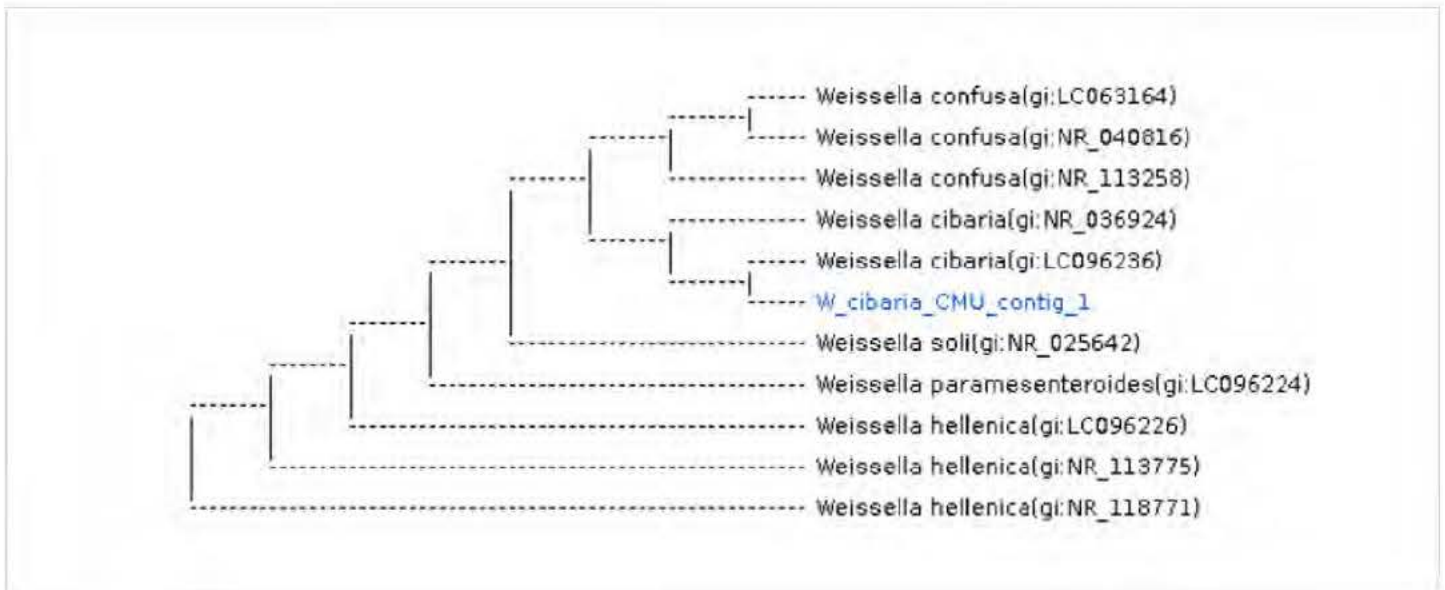 Weissella confusa(gi:LC063164)
Weissella confusa(gi:NR_040816)
Weissella confusa(gi:NR_113258)
Weissella cibaria(gi:NR_036924)
Weissella cibaria(gi:LC096236)
W_cibaria_CMU_contig_1
Weissella soli(gi:NR_025642)
Weissella paramesenteroides(gi:LC096224)
Weissella hellenica(gi:LC096226)
Weissella hellenica(gi:NR_113775)
Weissella hellenica(gi:NR_118771)